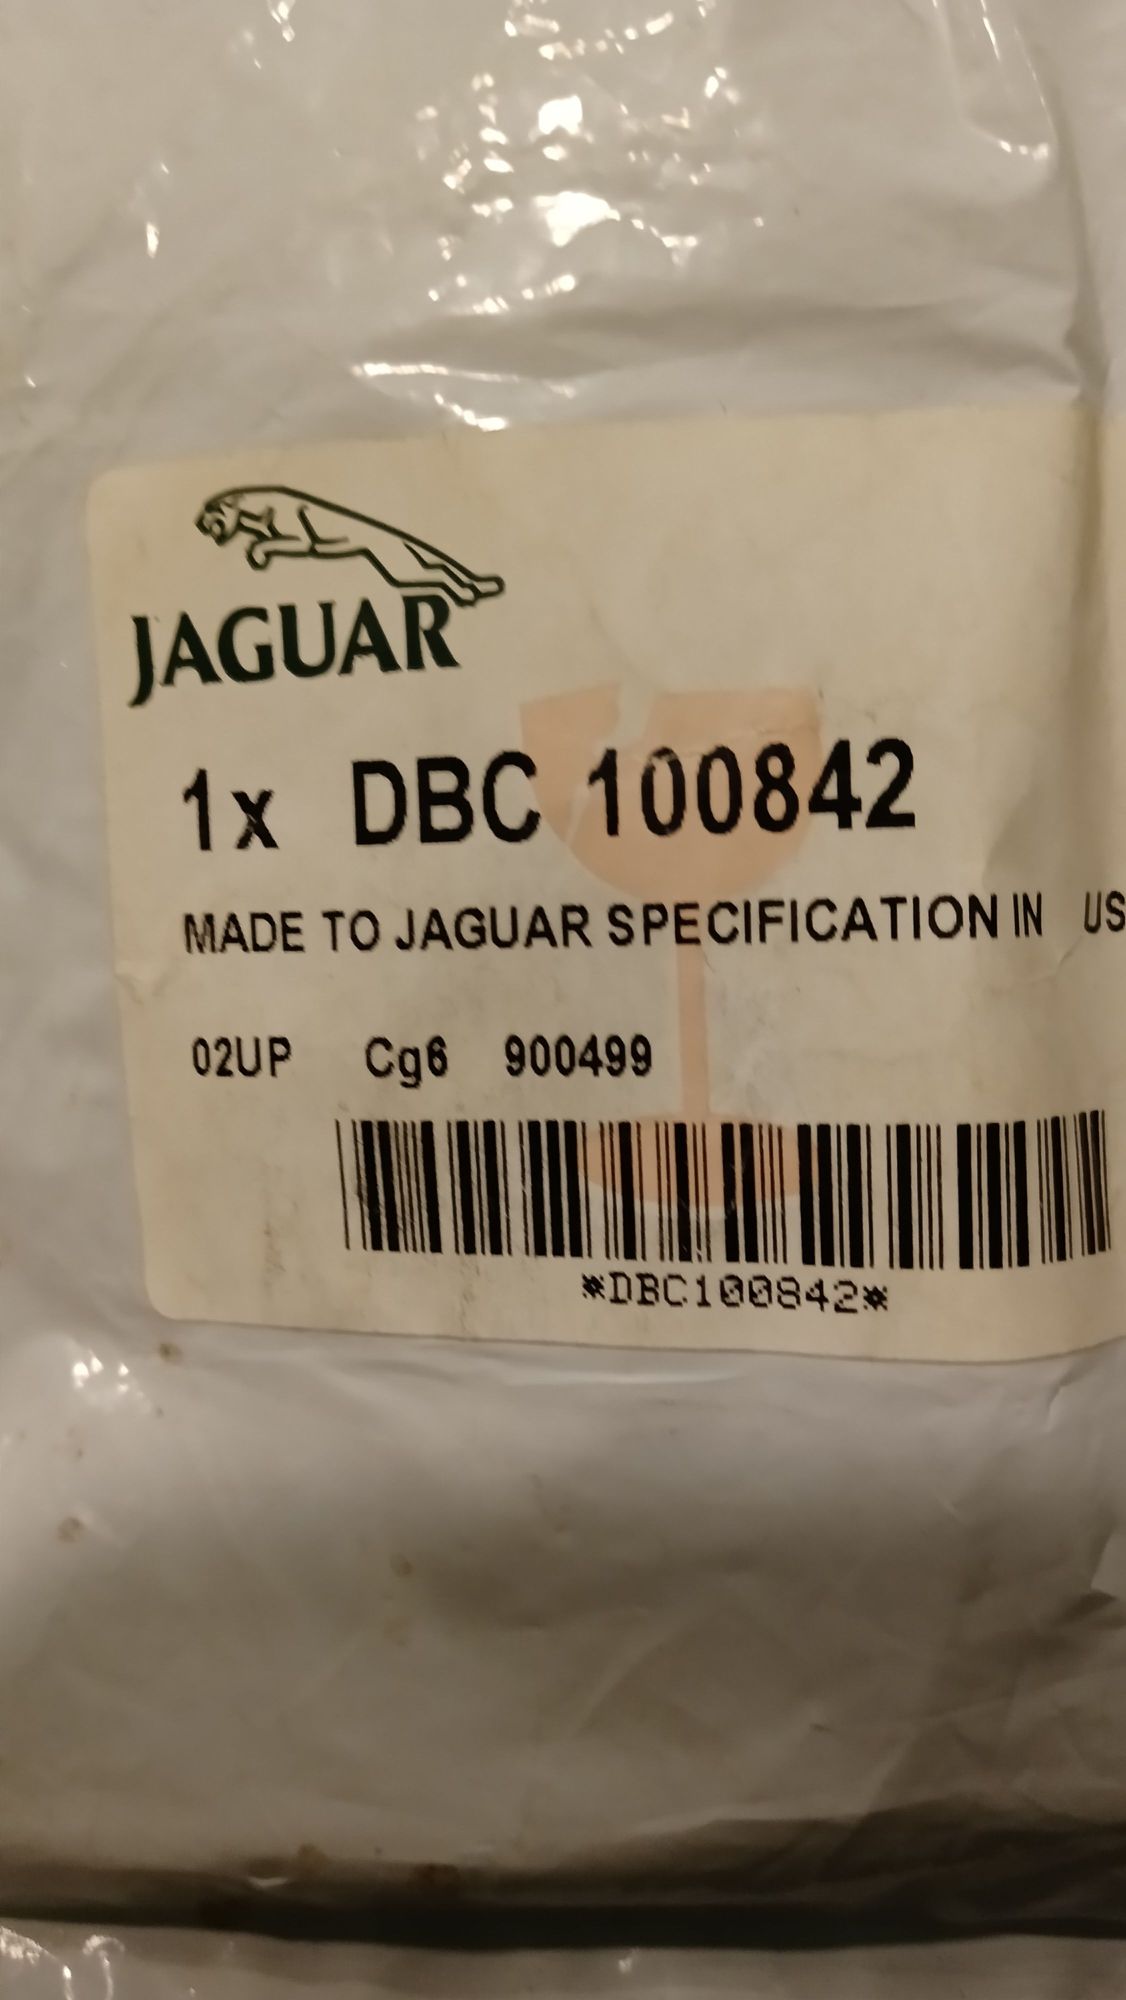 JAGUAR
1x DBC 100842
MADE TO JAGUAR SPECIFICATION IN US
02UP Cg6 900499
*DBC100842*